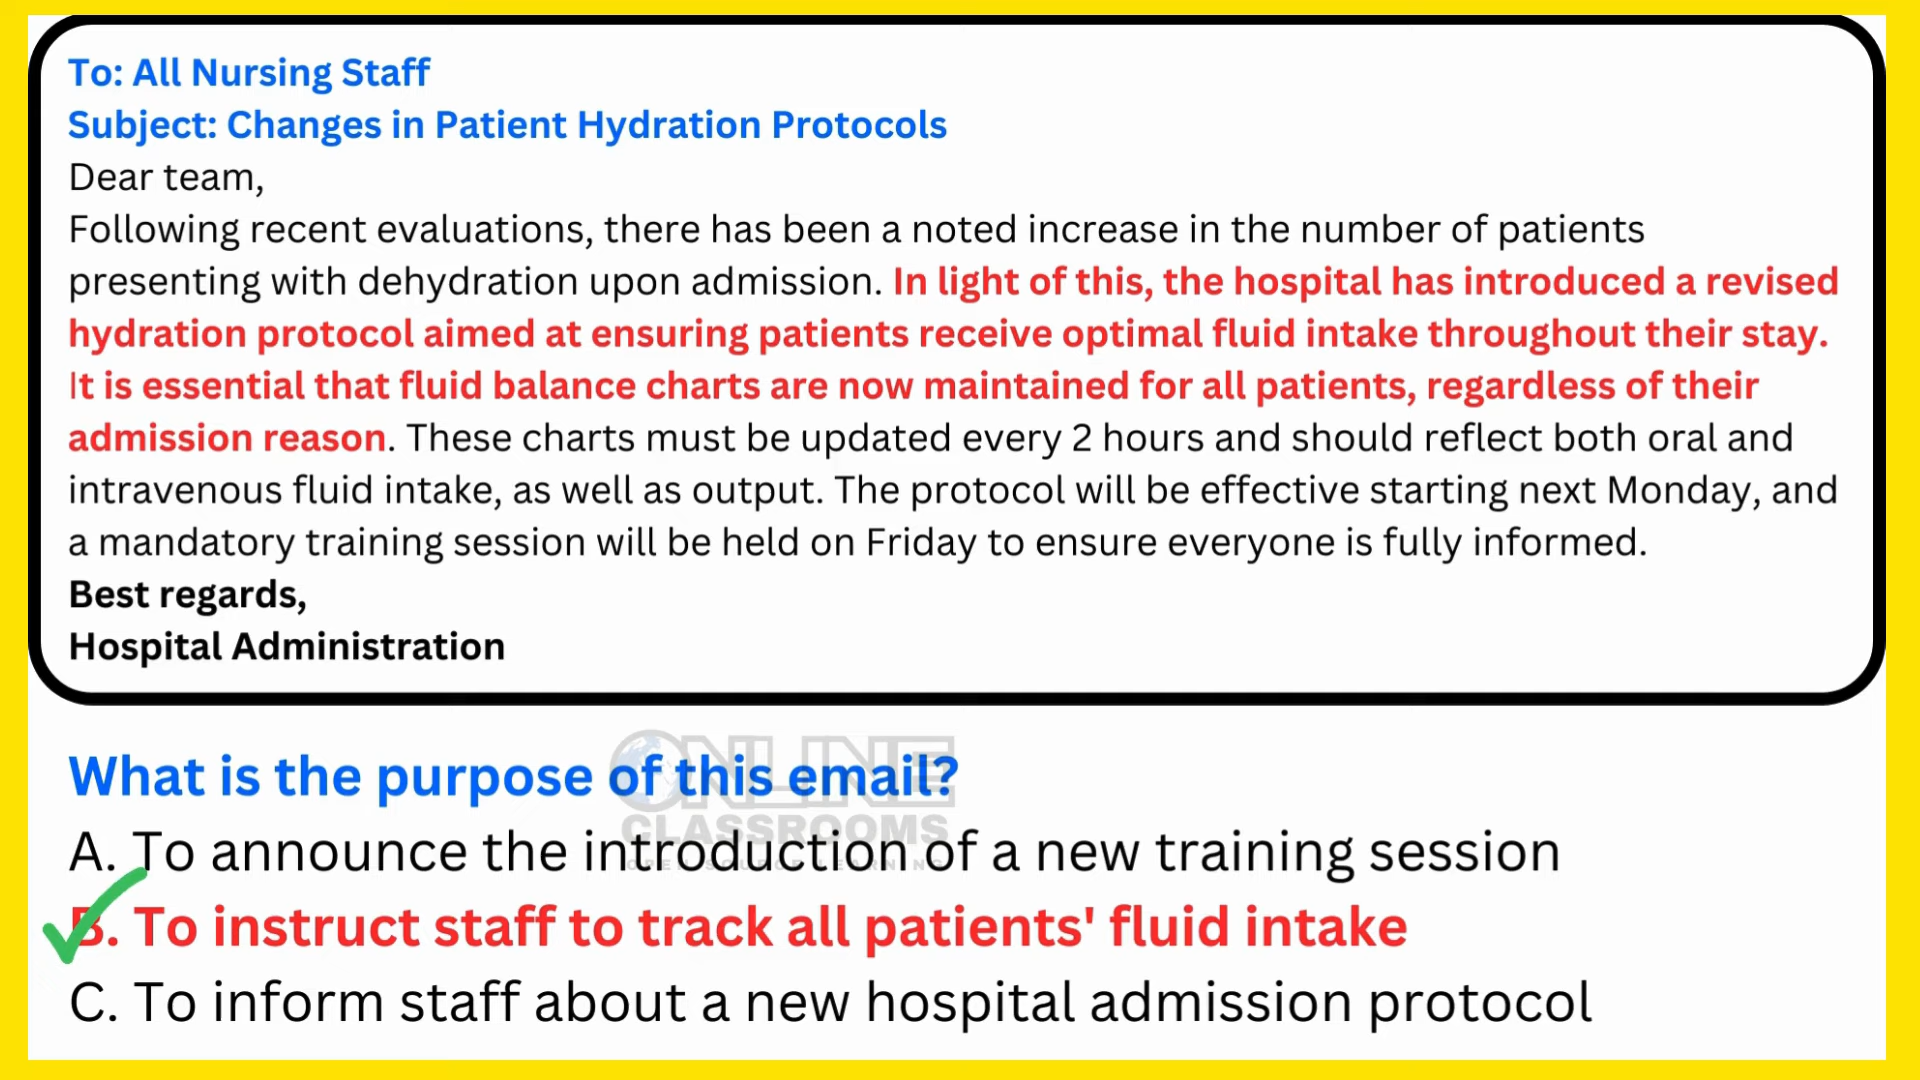 To: All Nursing Staff
Subject: Changes in Patient Hydration Protocols
Dear team,
Following recent evaluations, there has been a noted increase in the number of patients
presenting with dehydration upon admission. In light of this, the hospital has introduced a revised
hydration protocol aimed at ensuring patients receive optimal fluid intake throughout their stay.
It is essential that fluid balance charts are now maintained for all patients, regardless of their
admission reason. These charts must be updated every 2 hours and should reflect both oral and
intravenous fluid intake, as well as output. The protocol will be effective starting next Monday, and
a mandatory training session will be held on Friday to ensure everyone is fully informed.
Best regards,
Hospital Administration
What is the purpose of this email?
ONLINE
CLASSROOMS
OPEN SOURCE LEARNING
A. To announce the introduction of a new training session
B. To instruct staff to track all patients' fluid intake
C. To inform staff about a new hospital admission protocol